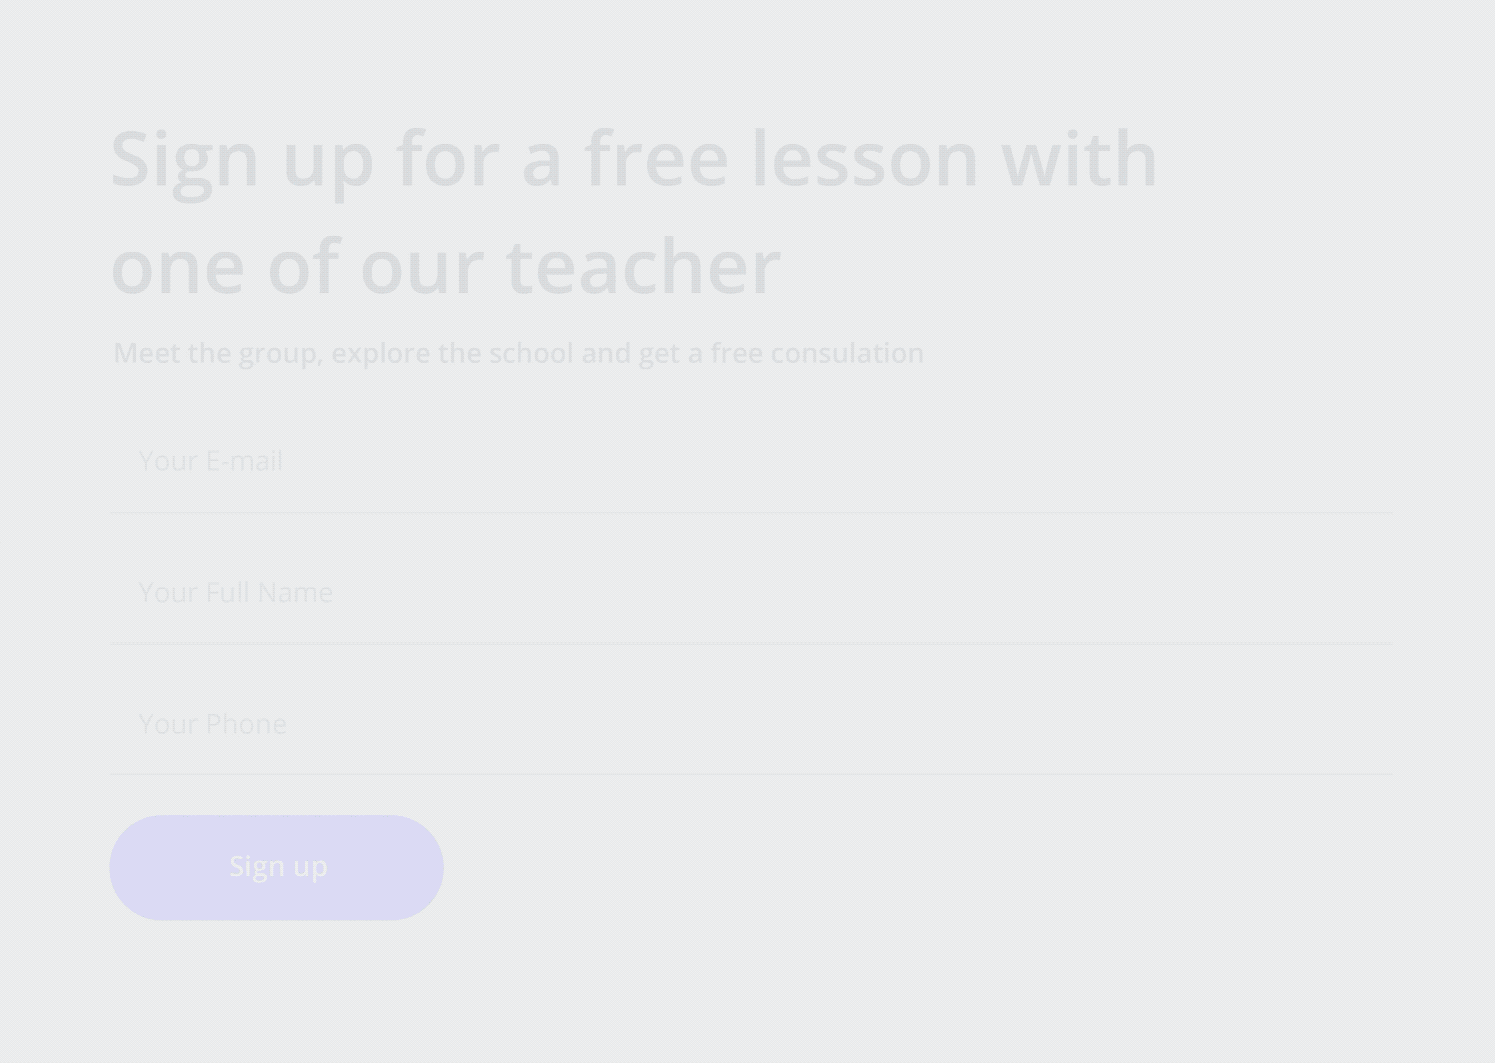 Sign up for a free lesson with
one of our teacher
Meet the group, explore the school and get a free consulation
Your E-mail
Your Full Name
Your Phone
Sign up